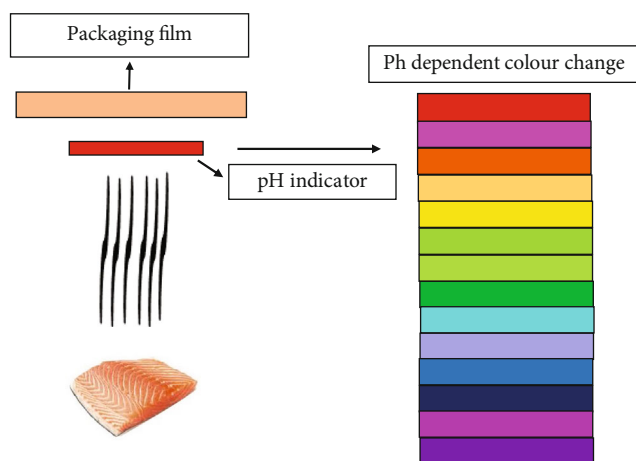 Packaging film
Ph dependent colour change
pH indicator